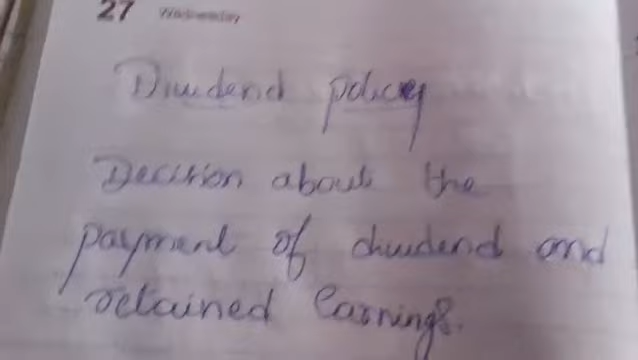 27 Wednesday
Dividend policy
Decision about the
payment of dividend and
retained earnings.